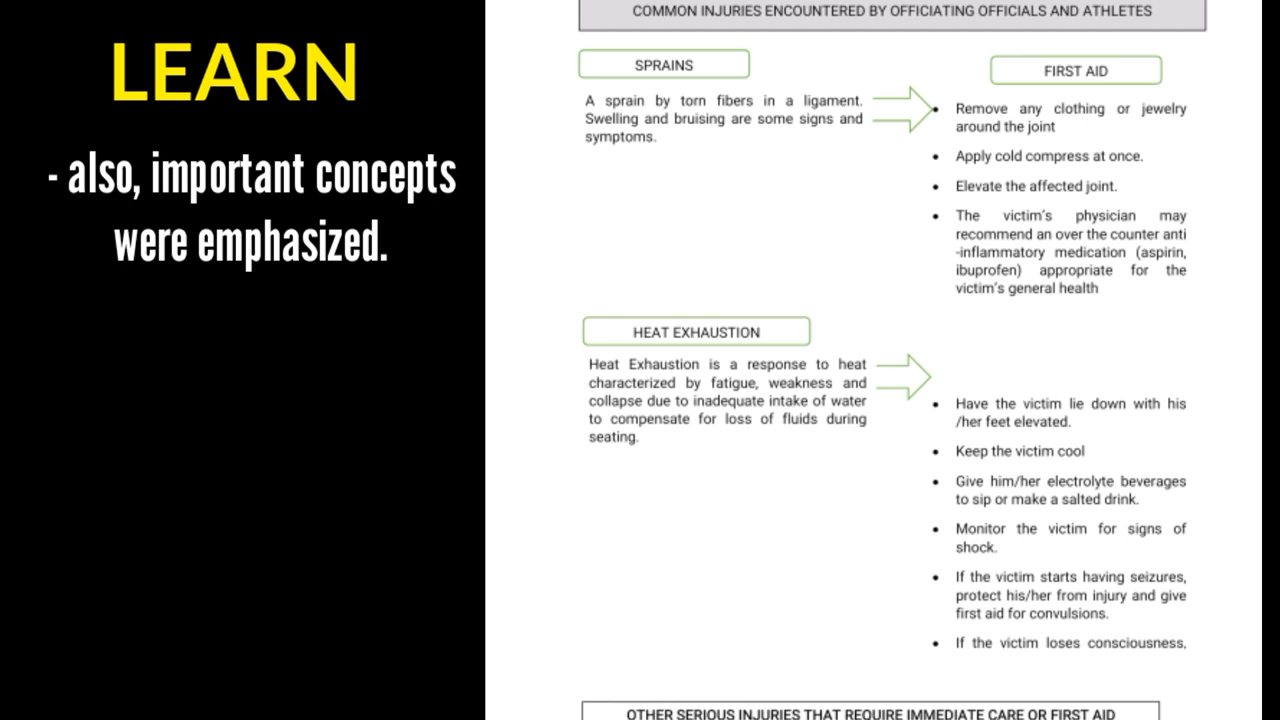 LEARN
- also, important concepts
were emphasized.
COMMON INJURIES ENCOUNTERED BY OFFICIATING OFFICIALS AND ATHLETES
SPRAINS
A sprain by torn fibers in a ligament.
Swelling and bruising are some signs and
symptoms.
FIRST AID
• Remove any clothing or jewelry
around the joint
• Apply cold compress at once.
• Elevate the affected joint.
• The victim's physician may
recommend an over the counter anti
-inflammatory medication (aspirin,
ibuprofen) appropriate for the
victim's general health
HEAT EXHAUSTION
Heat Exhaustion is a response to heat
characterized by fatigue, weakness and
collapse due to inadequate intake of water
to compensate for loss of fluids during
seating.
• Have the victim lie down with his
/her feet elevated.
• Keep the victim cool
• Give him/her electrolyte beverages
to sip or make a salted drink.
• Monitor the victim for signs of
shock.
• If the victim starts having seizures,
protect his/her from injury and give
first aid for convulsions.
• If the victim loses consciousness,
OTHER SERIOUS INJURIES THAT REQUIRE IMMEDIATE CARE OR FIRST AID